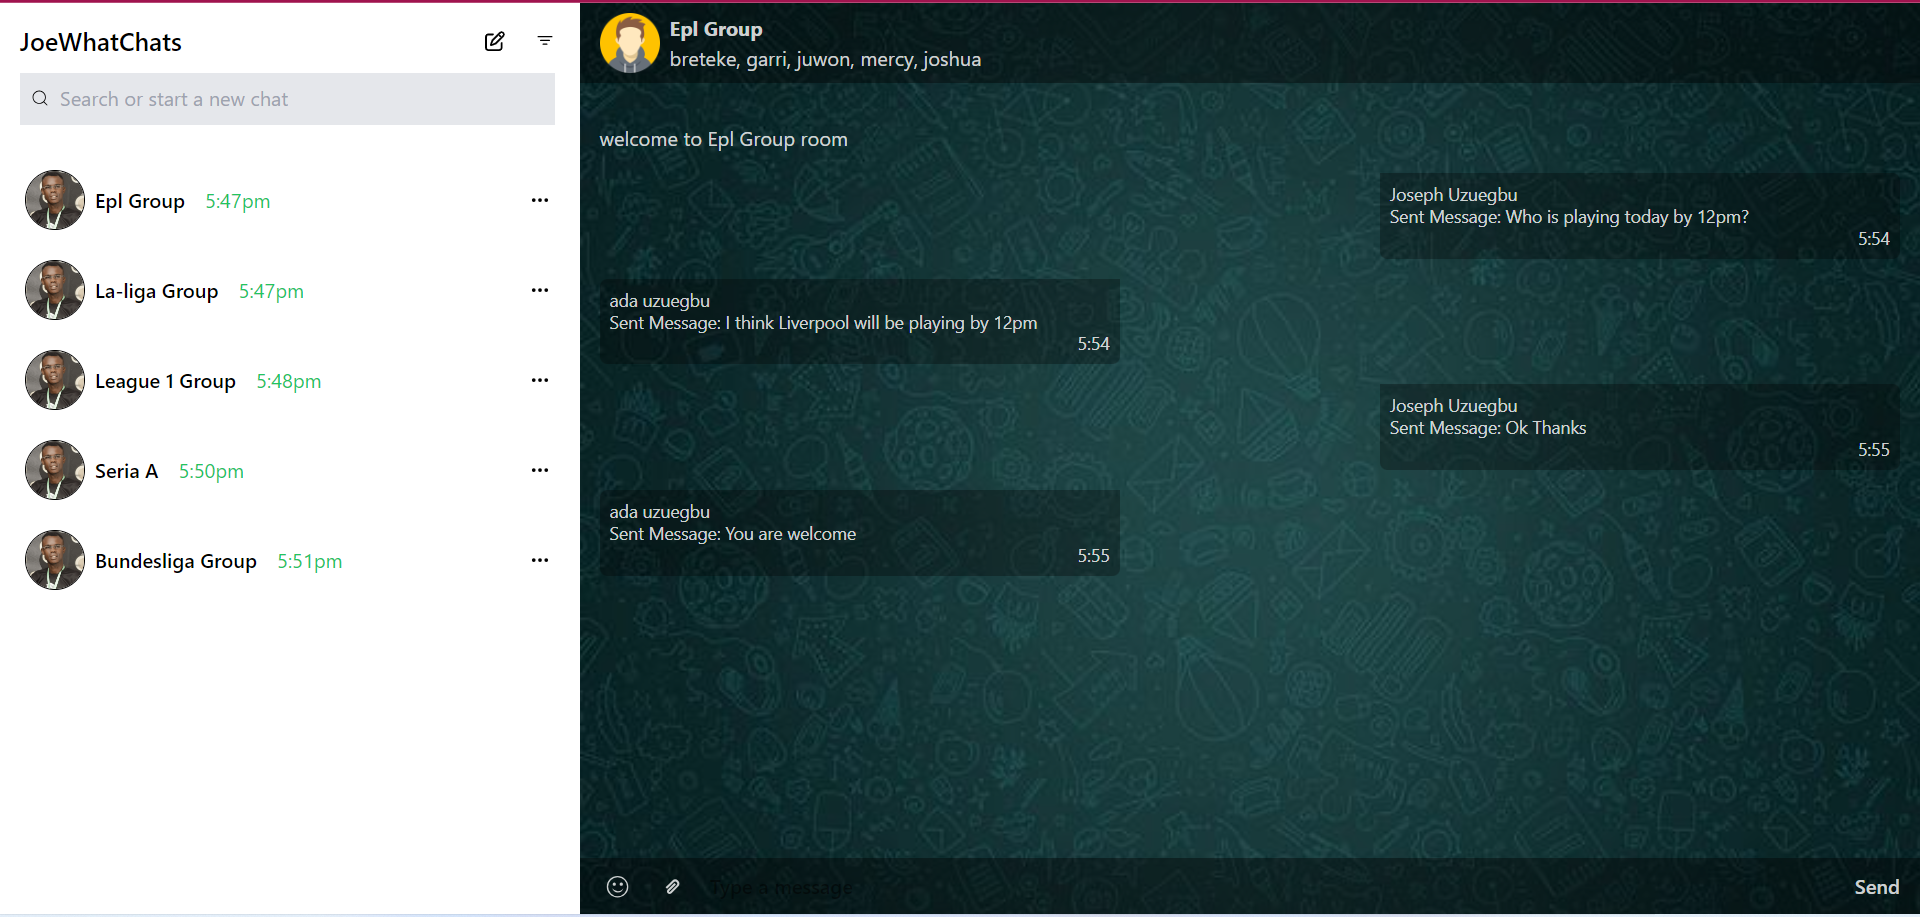 JoeWhatChats
Search or start a new chat
Epl Group 5:47pm
La-liga Group 5:47pm
League 1 Group 5:48pm
Seria A 5:50pm
Bundesliga Group 5:51pm
Epl Group
breteke, garri, juwon, mercy, joshua
welcome to Epl Group room
Joseph Uzuegbu
Sent Message: Who is playing today by 12pm?
5:54
ada uzuegbu
Sent Message: I think Liverpool will be playing by 12pm
5:54
Joseph Uzuegbu
Sent Message: Ok Thanks
5:55
ada uzuegbu
Sent Message: You are welcome
5:55
Type a message
Send